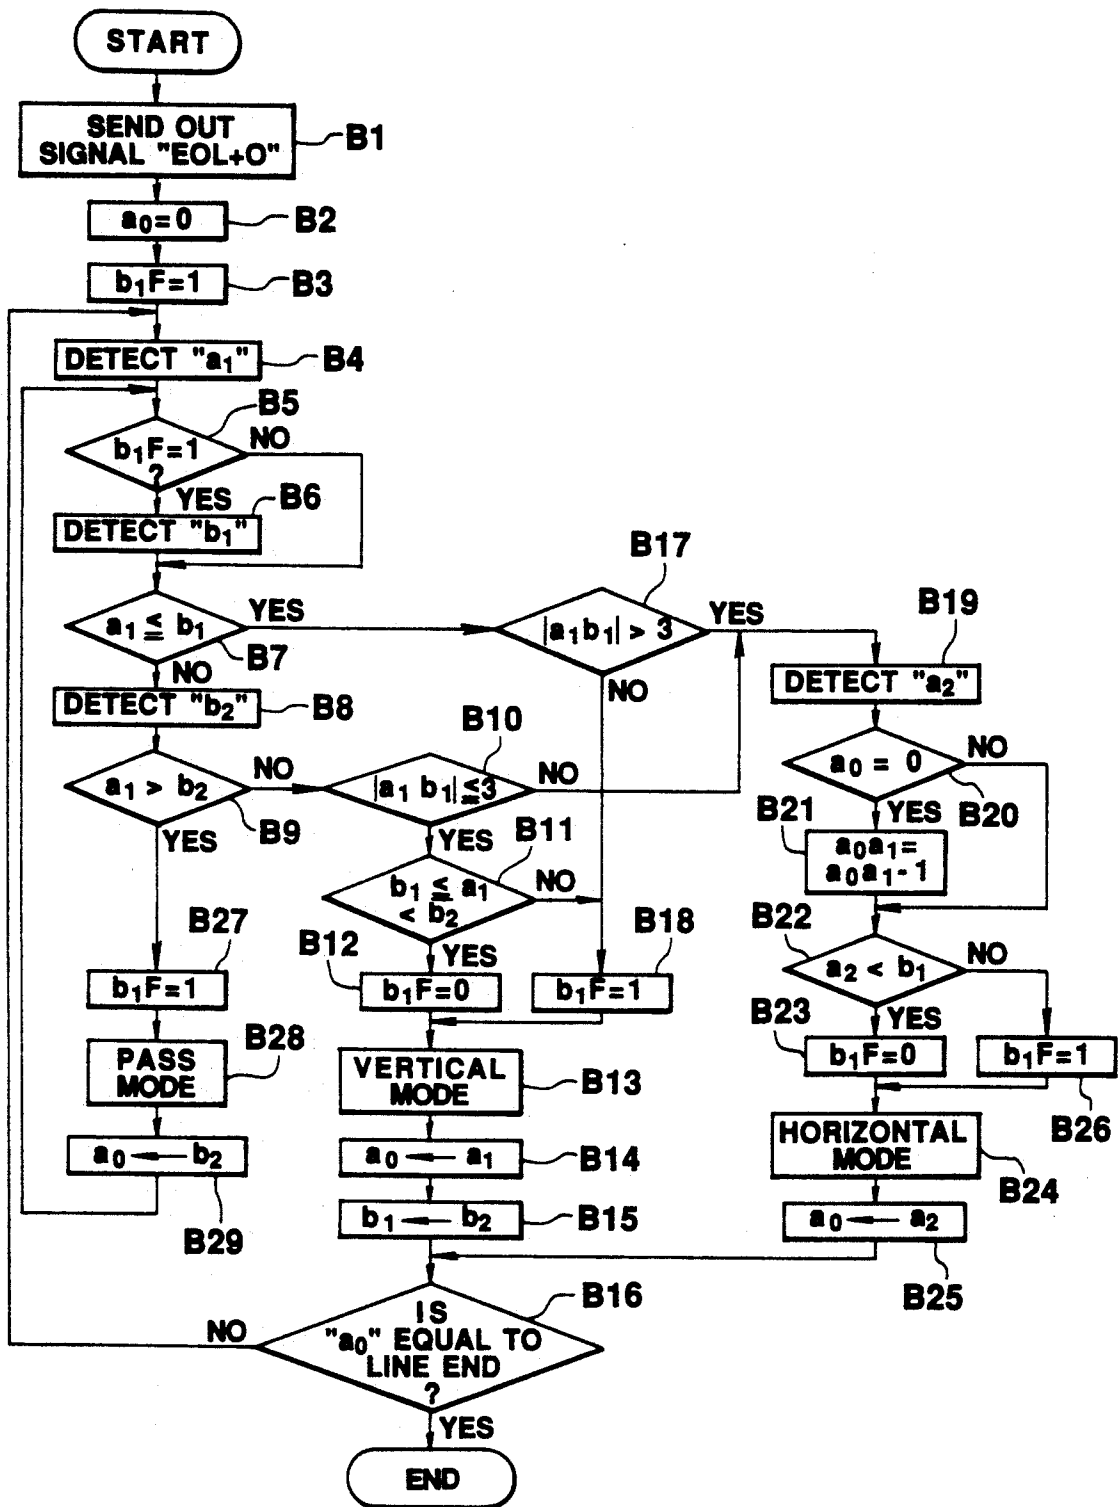 START
SEND OUT
SIGNAL "EOL+O"
B1
a₀=0
B2
b₁F=1
B3
DETECT "a₁"
B4
B5
b₁F=1
?
NO
YES
B6
DETECT "b₁"
a₁ ≦ b₁
YES
B7
NO
B17
|a₁b₁| > 3
YES
NO
B19
DETECT "a₂"
DETECT "b₂"
B8
a₁ > b₂
NO
B9
YES
B10
|a₁ b₁|≦3
NO
YES
B11
b₁ ≦ a₁
< b₂
NO
YES
a₀ = 0
NO
B20
YES
B21
a₀a₁=
a₀a₁-1
B22
a₂ < b₁
NO
YES
B12
b₁F=0
B18
b₁F=1
B23
b₁F=0
b₁F=1
B26
B27
b₁F=1
B28
PASS
MODE
VERTICAL
MODE
B13
HORIZONTAL
MODE
B24
a₀ ← b₂
B29
a₀ ← a₁
B14
b₁ ← b₂
B15
a₀ ← a₂
B25
B16
IS
"a₀" EQUAL TO
LINE END
?
NO
YES
END